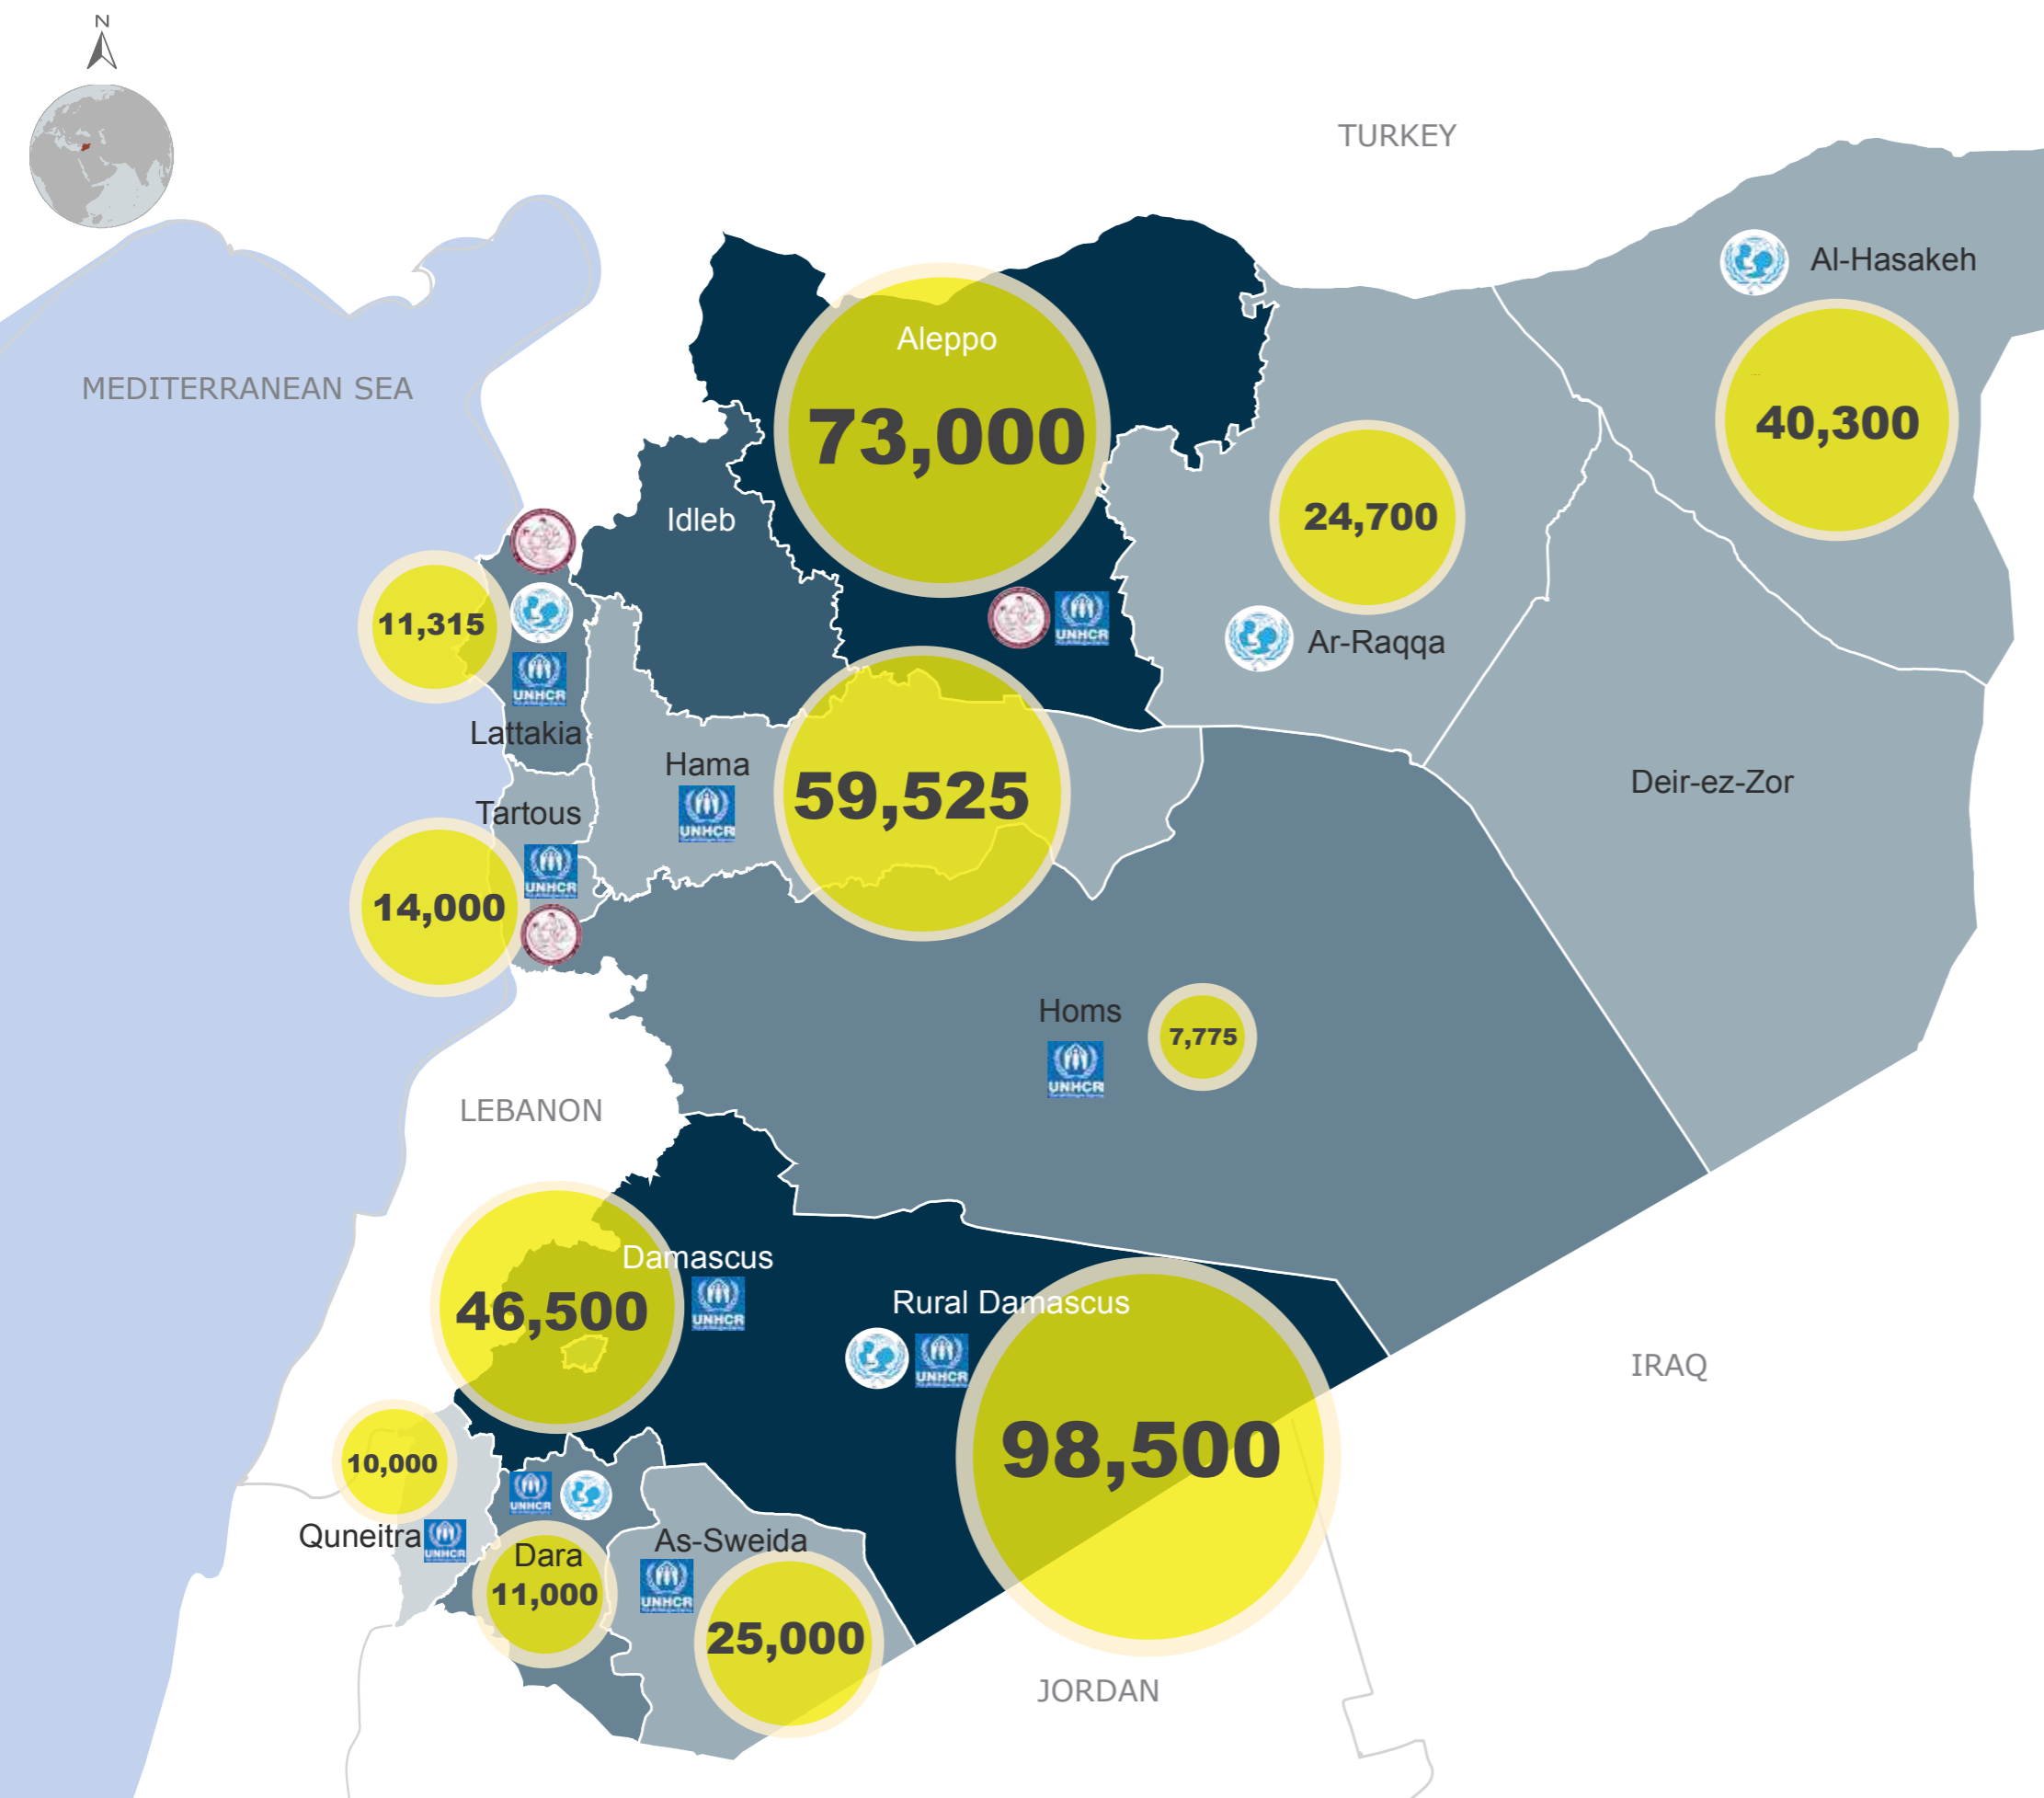 N
TURKEY
Al-Hasakeh
40,300
MEDITERRANEAN SEA
Aleppo
73,000
Idleb
24,700
Ar-Raqqa
UNHCR
11,315
UNHCR
Lattakia
Hama
UNHCR
59,525
Deir-ez-Zor
Tartous
UNHCR
14,000
Homs
UNHCR
7,775
LEBANON
Damascus
UNHCR
46,500
Rural Damascus
UNHCR
98,500
IRAQ
10,000
Quneitra
UNHCR
UNHCR
Dara
11,000
As-Sweida
UNHCR
25,000
JORDAN